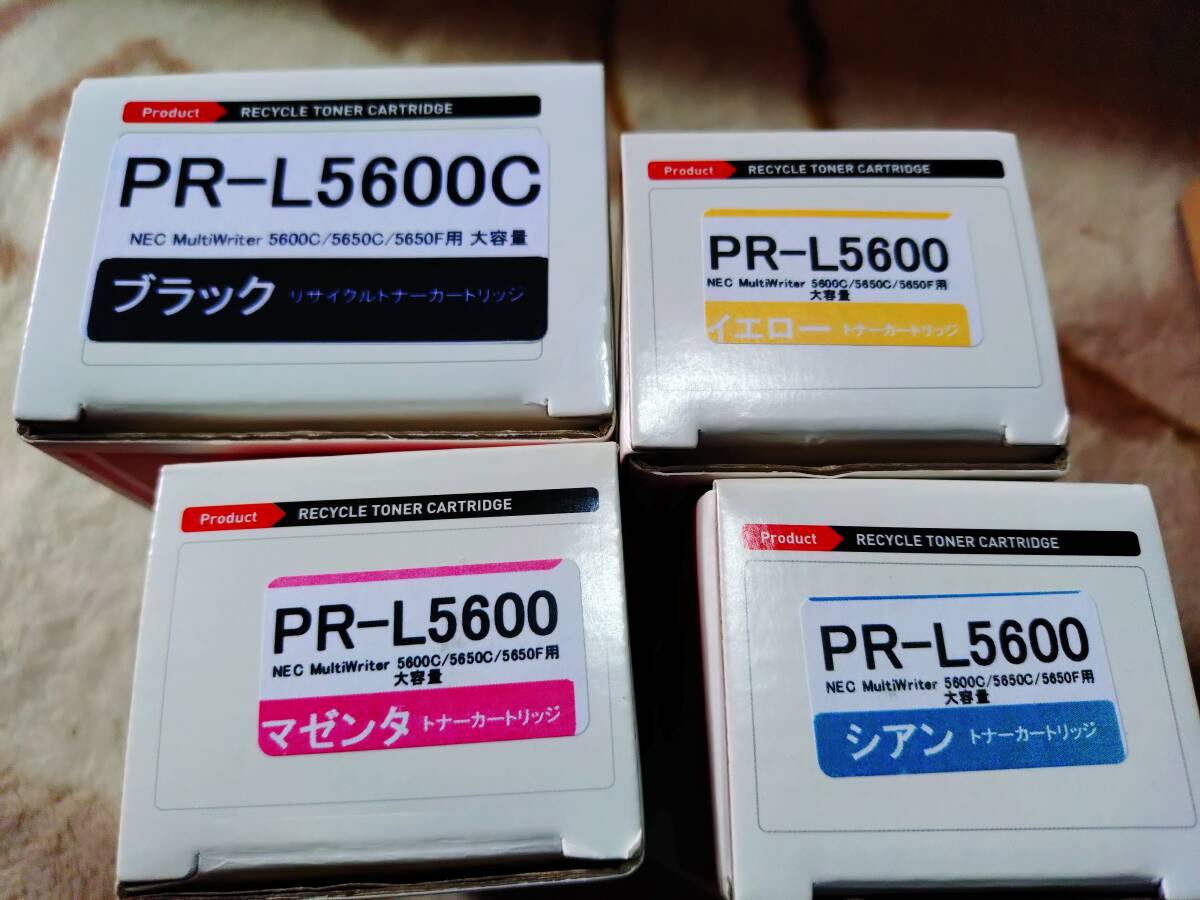 Product RECYCLE TONER CARTRIDGE
PR-L5600C
NEC MultiWriter 5600C/5650C/5650F用 大容量
ブラック リサイクルトナーカートリッジ
Product RECYCLE TONER CARTRIDGE
PR-L5600
NEC MultiWriter 5600C/5650C/5650F用
大容量
イエロー トナーカートリッジ
Product RECYCLE TONER CARTRIDGE
PR-L5600
NEC MultiWriter 5600C/5650C/5650F用
大容量
マゼンタ トナーカートリッジ
Product RECYCLE TONER CARTRIDGE
PR-L5600
NEC MultiWriter 5600C/5650C/5650F用
大容量
シアン トナーカートリッジ